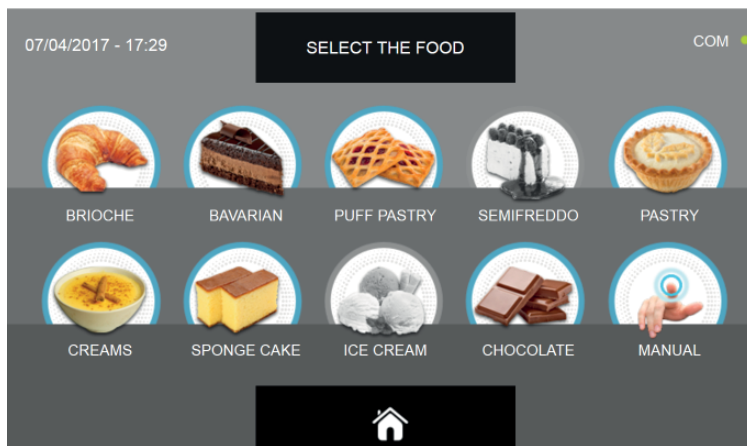 07/04/2017 - 17:29
SELECT THE FOOD
COM
BRIOCHE
BAVARIAN
PUFF PASTRY
SEMIFREDDO
PASTRY
CREAMS
SPONGE CAKE
ICE CREAM
CHOCOLATE
MANUAL